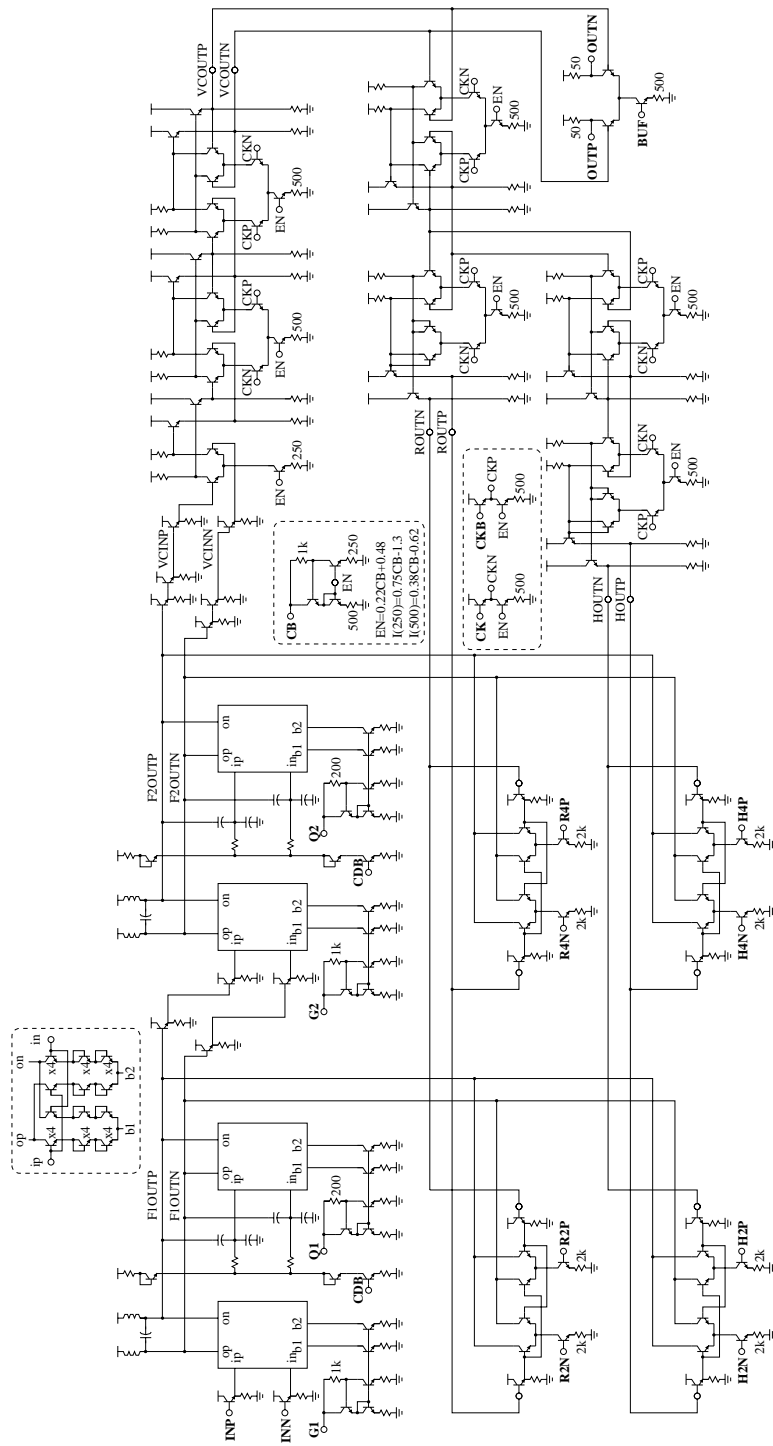 op on
ip in
x4 x4
x4 x4
x4 x4
b1 b2
F1OUTP
F1OUTN
F2OUTP
F2OUTN
VCINP
VCINN
VCOUTP
VCOUTN
INP
INN
op on
ip
in
b1 b2
G1
1k
op on
ip
in
b1 b2
Q1
200
CDB
op on
ip
in
b1 b2
G2
1k
op on
ip
in
b1 b2
Q2
200
CDB
EN
250
CKN CKP
EN
500
CKP CKN
EN
500
CB
1k
EN
500 250
EN=0.22CB+0.48
I(250)=0.75CB-1.3
I(500)=0.38CB-0.62
ROUTN
ROUTP
CKN CKP
EN
500
CKP CKN
EN
500
CK CKN
EN
500
CKB CKP
EN
500
HOUTN
HOUTP
CKP CKN
EN
500
CKN CKP
EN
500
50 50
OUTP OUTN
BUF
500
R2N R2P
2k 2k
R4N R4P
2k 2k
H2N H2P
2k 2k
H4N H4P
2k 2k